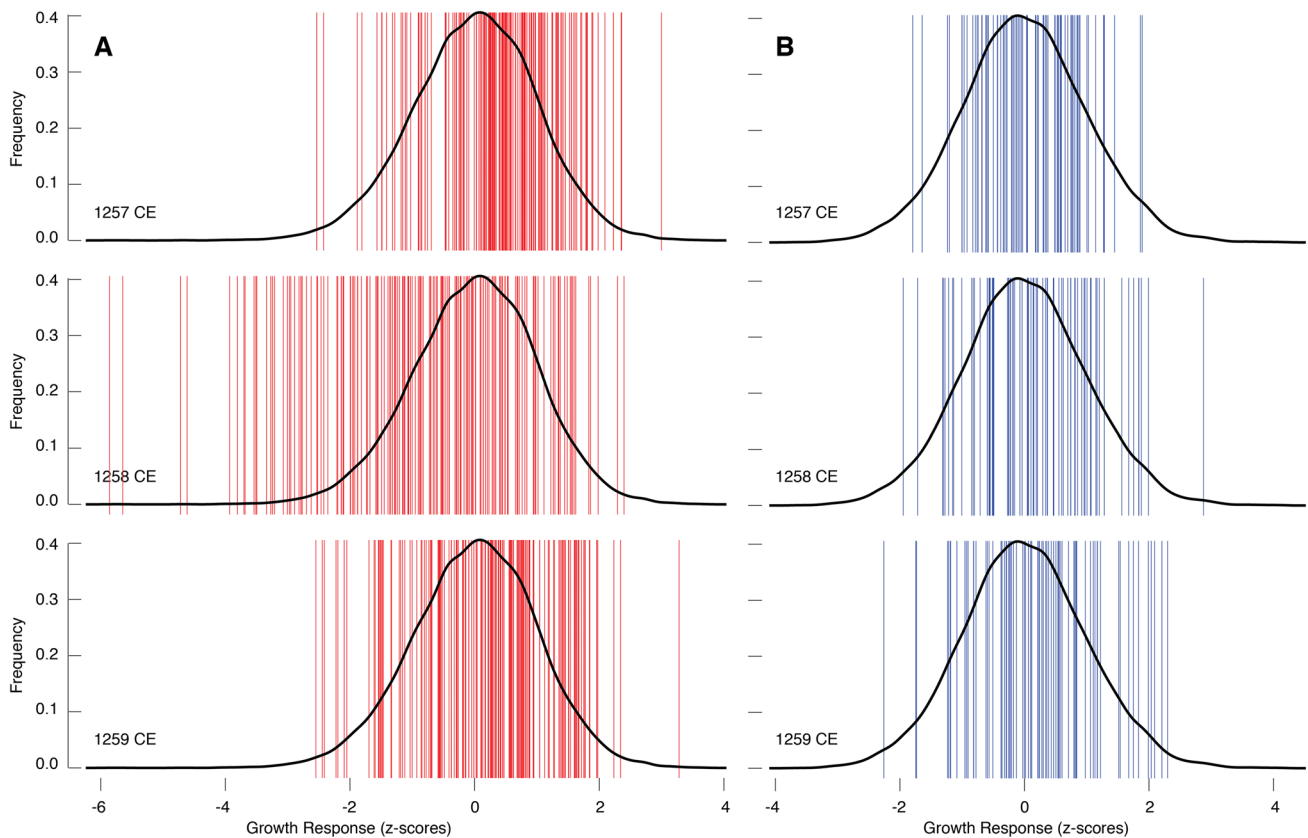 A
B
0.4
0.3
0.2
0.1
0.0
Frequency
1257 CE
1257 CE
0.4
0.3
0.2
0.1
0.0
Frequency
1258 CE
1258 CE
0.4
0.3
0.2
0.1
0.0
Frequency
1259 CE
1259 CE
-6 -4 -2 0 2 4
-4 -2 0 2 4
Growth Response (z-scores)
Growth Response (z-scores)